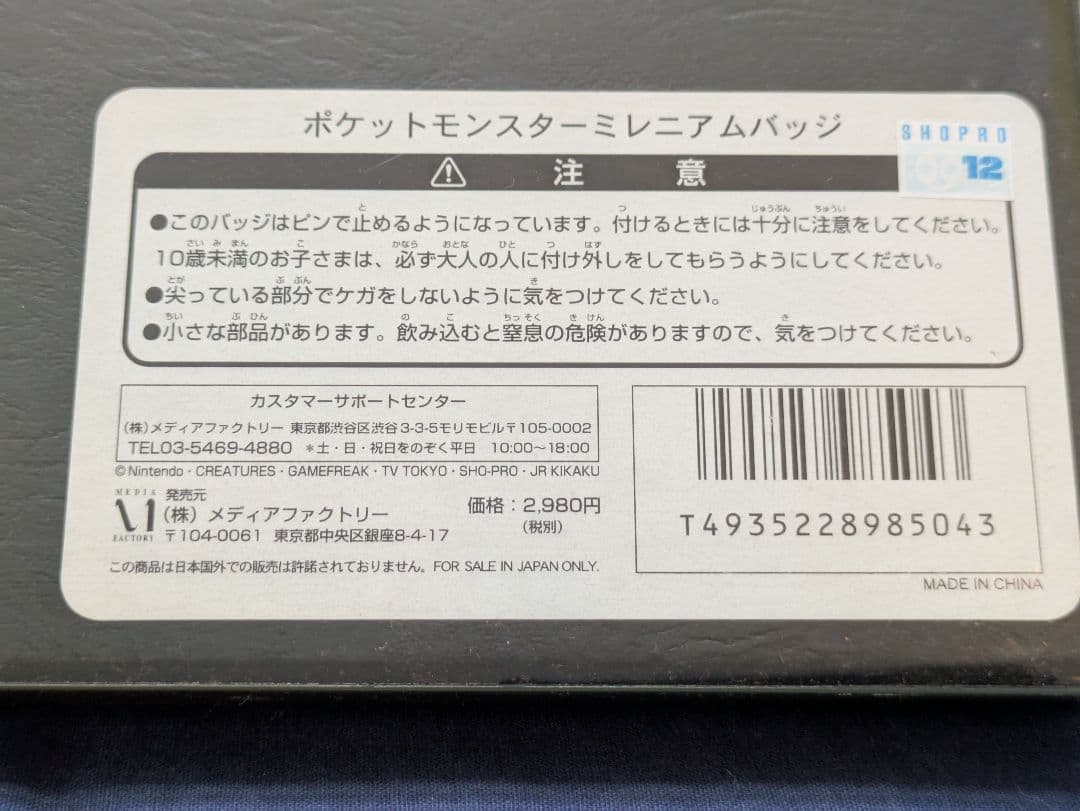 ポケットモンスターミレニアムバッジ
SHOPRO
12
注 意
●このバッジはピンで止めるようになっています。付けるときには十分に注意をしてください。
10歳未満のお子さまは、必ず大人の人に付け外しをしてもらうようにしてください。
●尖っている部分でケガをしないように気をつけてください。
●小さな部品があります。飲み込むと窒息の危険がありますので、気をつけてください。
カスタマーサポートセンター
(株)メディアファクトリー 東京都渋谷区渋谷3-3-5モリモビル〒105-0002
TEL03-5469-4880 *土・日・祝日をのぞく平日 10:00〜18:00
©Nintendo・CREATURES・GAMEFREAK・TV TOKYO・SHO-PRO・JR KIKAKU
MEDIA FACTORY
発売元
(株) メディアファクトリー
〒104-0061 東京都中央区銀座8-4-17
価格:2,980円
(税別)
この商品は日本国外での販売は許諾されておりません。FOR SALE IN JAPAN ONLY.
T4935228985043
MADE IN CHINA